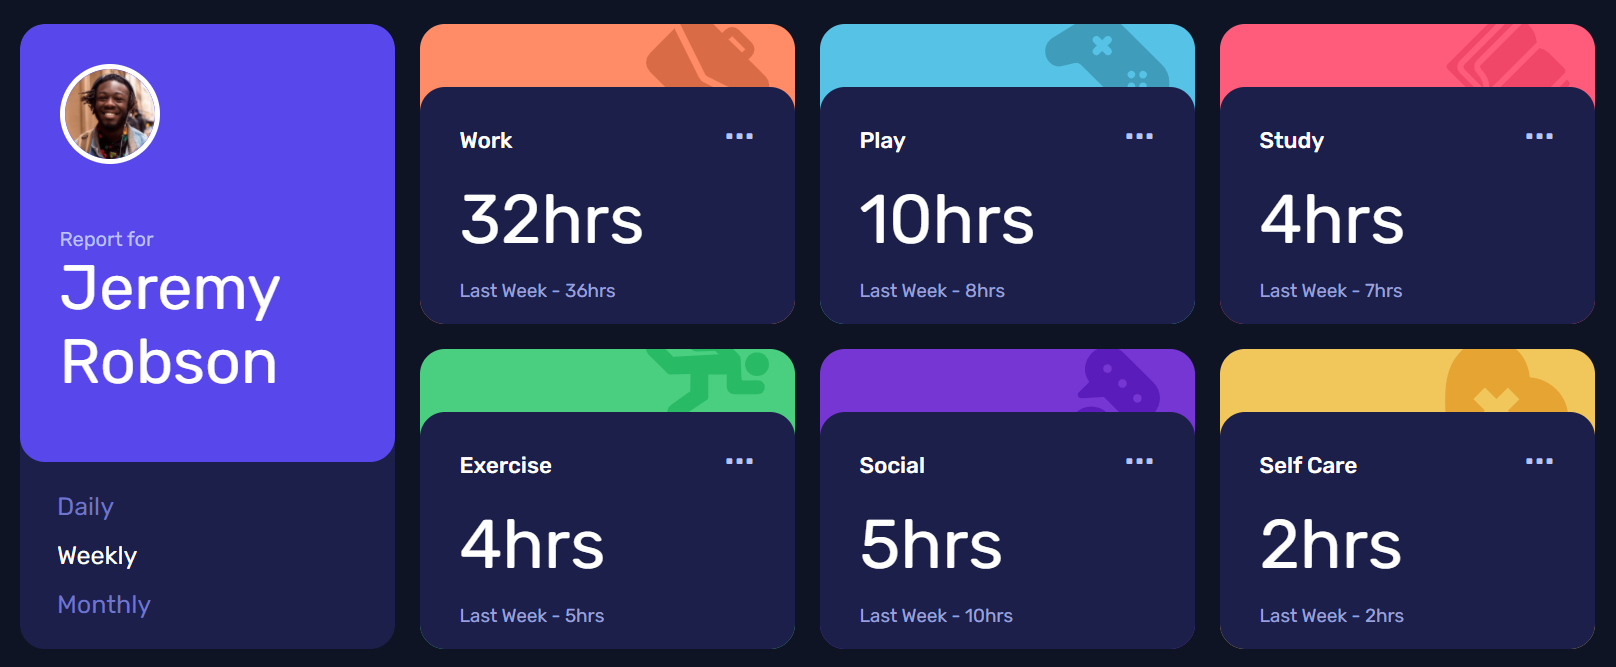 Report for
Jeremy
Robson
Daily
Weekly
Monthly
Work
32hrs
Last Week - 36hrs
Play
10hrs
Last Week - 8hrs
Study
4hrs
Last Week - 7hrs
Exercise
4hrs
Last Week - 5hrs
Social
5hrs
Last Week - 10hrs
Self Care
2hrs
Last Week - 2hrs